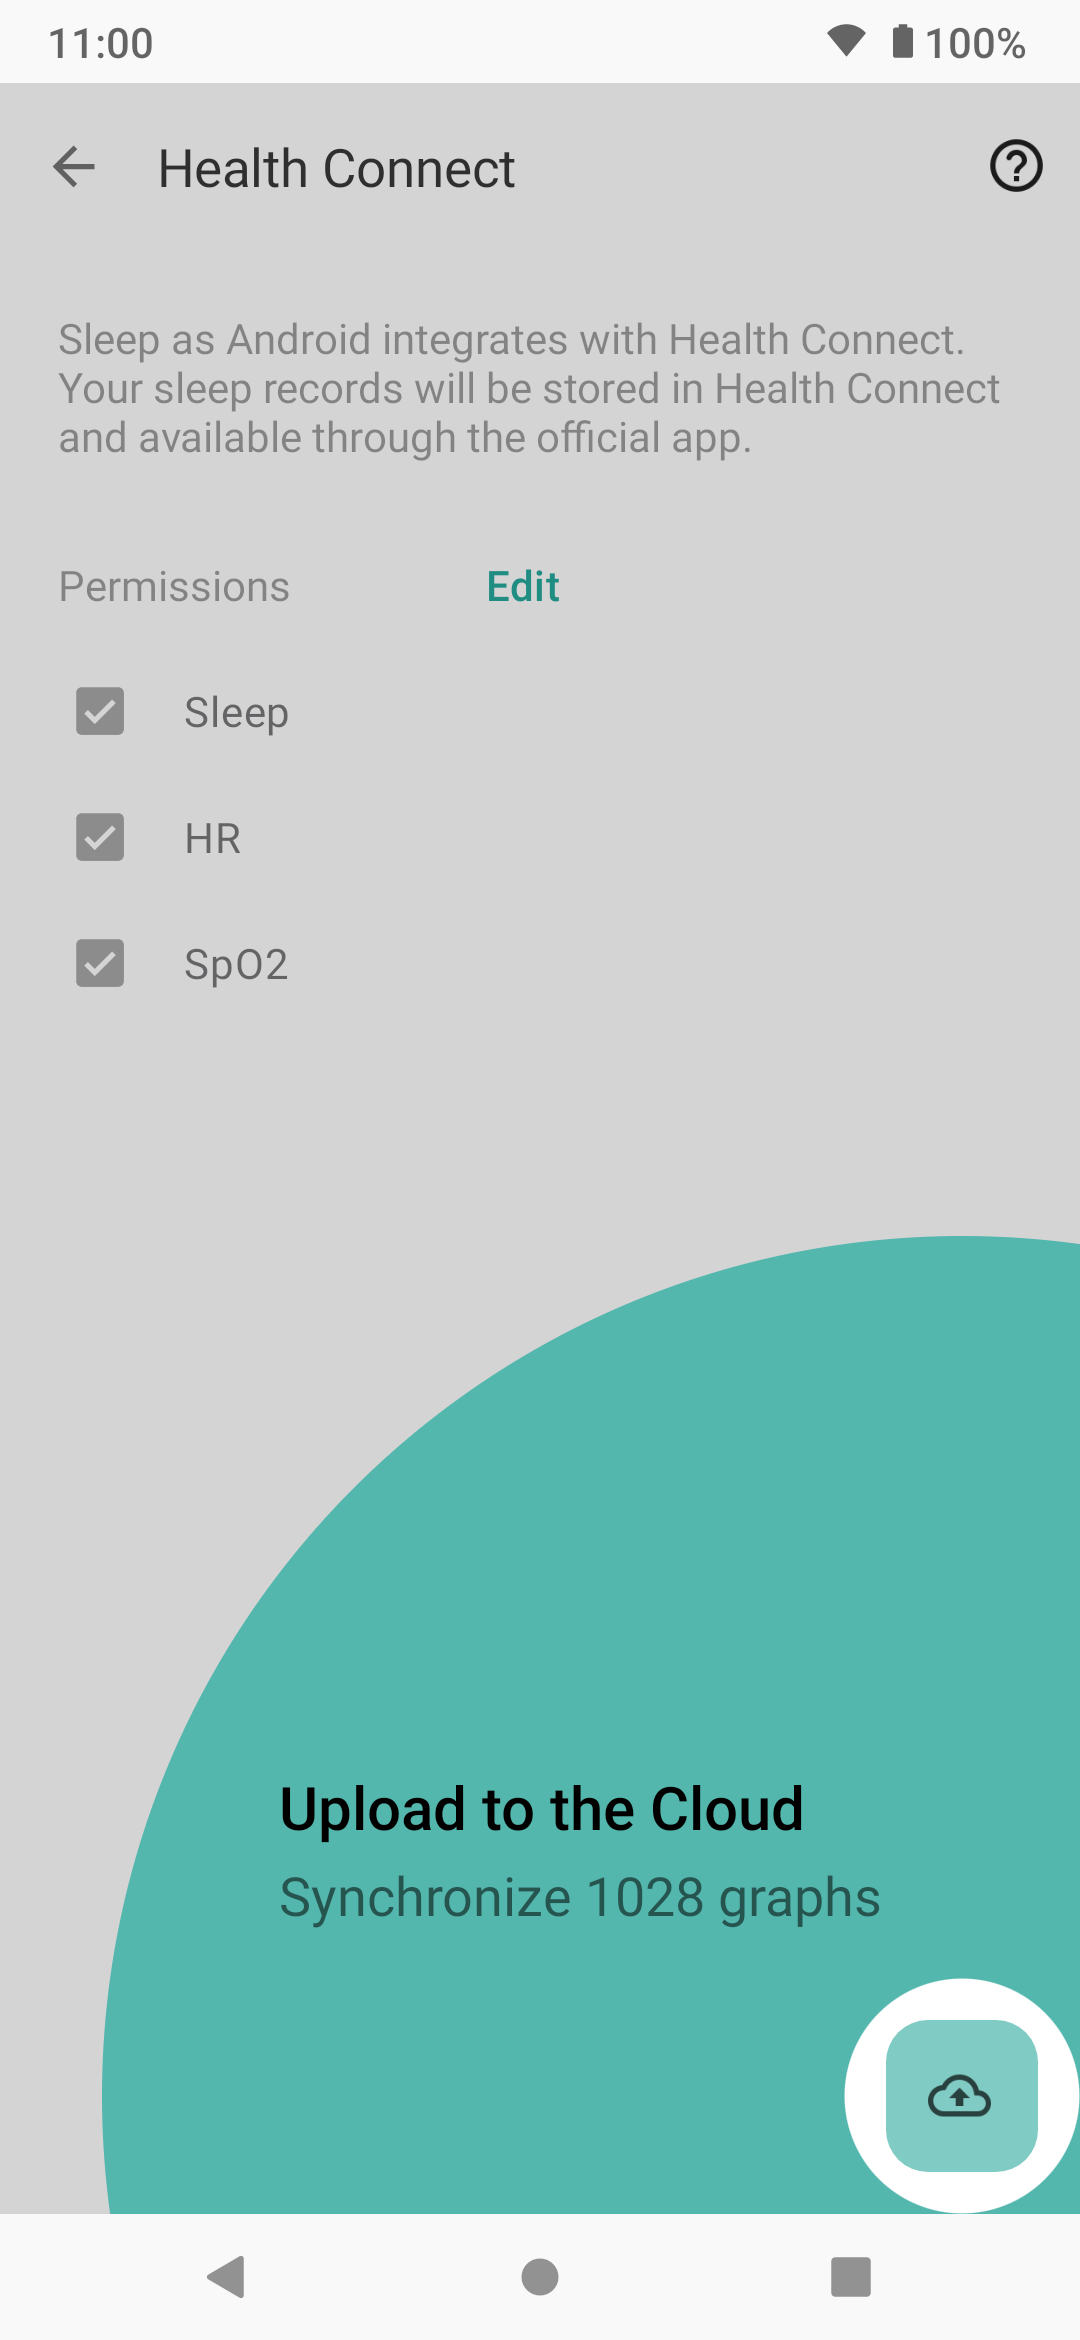 11:00
100%
Health Connect
Sleep as Android integrates with Health Connect.
Your sleep records will be stored in Health Connect
and available through the official app.
Permissions
Edit
Sleep
HR
SpO2
Upload to the Cloud
Synchronize 1028 graphs